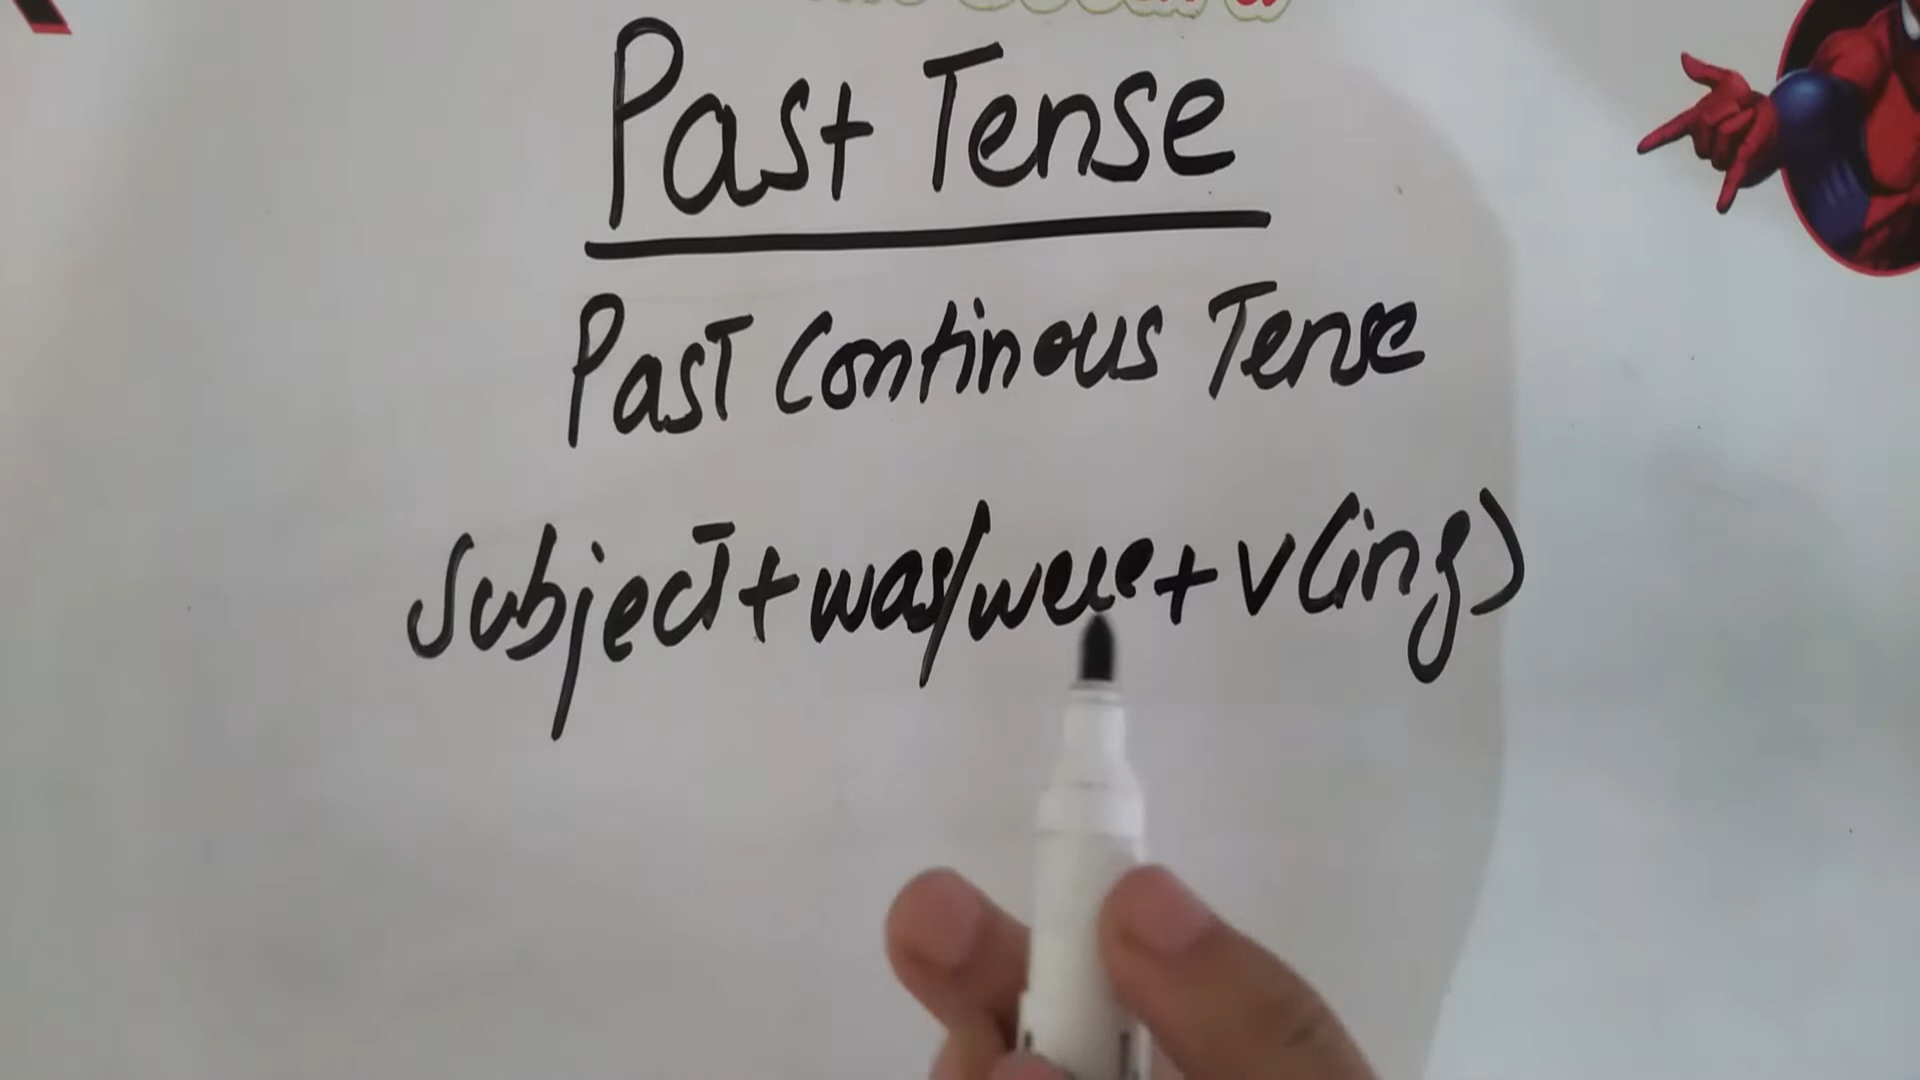 Past Tense
Past Continous Tense
Subject + was/were + v(ing)